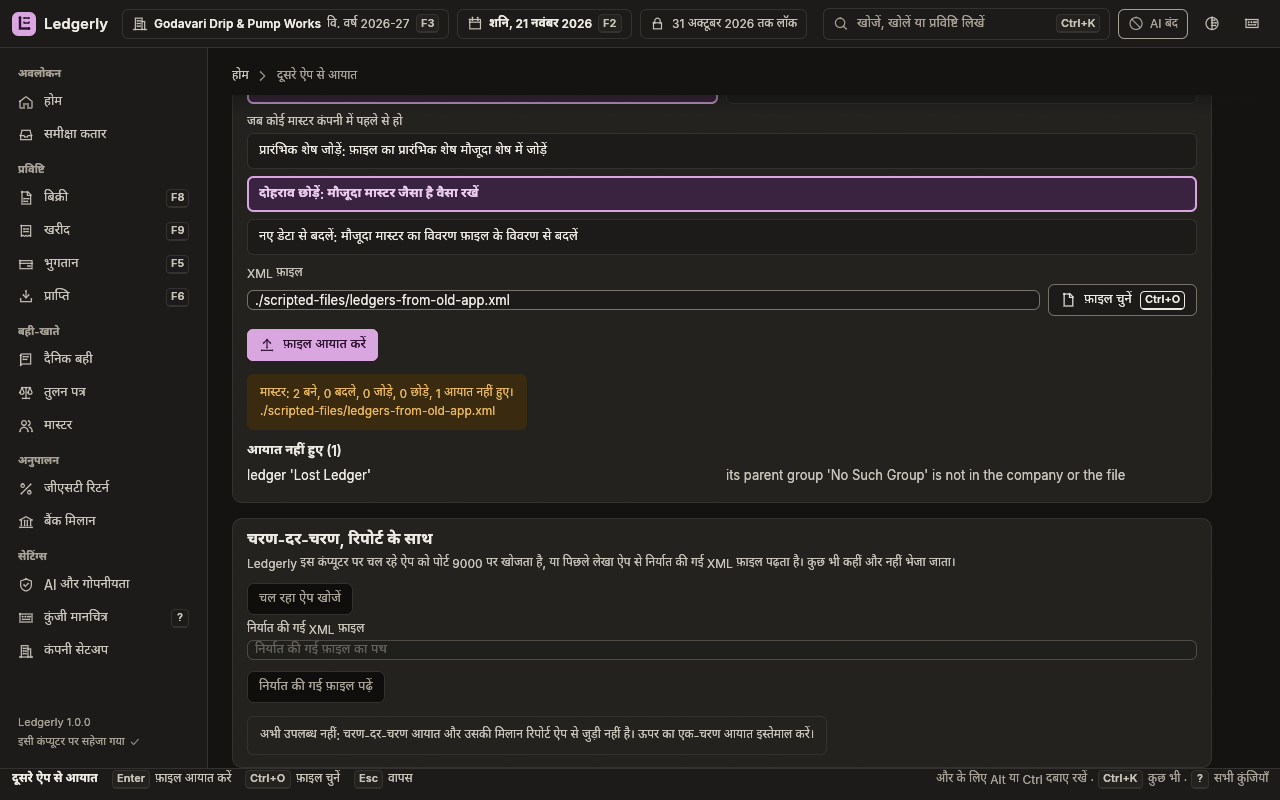 Ledgerly
Godavari Drip & Pump Works वि. वर्ष 2026-27 F3
शनि, 21 नवंबर 2026 F2
31 अक्टूबर 2026 तक लॉक
खोजें, खोलें या प्रविष्टि लिखें Ctrl+K
AI बंद
अवलोकन
होम
समीक्षा कतार
प्रविष्टि
बिक्री F8
खरीद F9
भुगतान F5
प्राप्ति F6
बही-खाते
दैनिक बही
तुलन पत्र
मास्टर
अनुपालन
जीएसटी रिटर्न
बैंक मिलान
सेटिंग्स
AI और गोपनीयता
कुंजी मानचित्र ?
कंपनी सेटअप
Ledgerly 1.0.0
इसी कंप्यूटर पर सहेजा गया
होम दूसरे ऐप से आयात
जब कोई मास्टर कंपनी में पहले से हो
प्रारंभिक शेष जोड़ें: फ़ाइल का प्रारंभिक शेष मौजूदा शेष में जोड़ें
दोहराव छोड़ें: मौजूदा मास्टर जैसा है वैसा रखें
नए डेटा से बदलें: मौजूदा मास्टर का विवरण फ़ाइल के विवरण से बदलें
XML फ़ाइल
./scripted-files/ledgers-from-old-app.xml
फ़ाइल चुनें Ctrl+O
फ़ाइल आयात करें
मास्टर: 2 बने, 0 बदले, 0 जोड़े, 0 छोड़े, 1 आयात नहीं हुए।
./scripted-files/ledgers-from-old-app.xml
आयात नहीं हुए (1)
ledger 'Lost Ledger' its parent group 'No Such Group' is not in the company or the file
चरण-दर-चरण, रिपोर्ट के साथ
Ledgerly इस कंप्यूटर पर चल रहे ऐप को पोर्ट 9000 पर खोजता है, या पिछले लेखा ऐप से निर्यात की गई XML फ़ाइल पढ़ता है। कुछ भी कहीं और नहीं भेजा जाता।
चल रहा ऐप खोजें
निर्यात की गई XML फ़ाइल
निर्यात की गई फ़ाइल का पथ
निर्यात की गई फ़ाइल पढ़ें
अभी उपलब्ध नहीं: चरण-दर-चरण आयात और उसकी मिलान रिपोर्ट ऐप से जुड़ी नहीं है। ऊपर का एक-चरण आयात इस्तेमाल करें।
दूसरे ऐप से आयात Enter फ़ाइल आयात करें Ctrl+O फ़ाइल चुनें Esc वापस
और के लिए Alt या Ctrl दबाए रखें · Ctrl+K कुछ भी · ? सभी कुंजियाँ